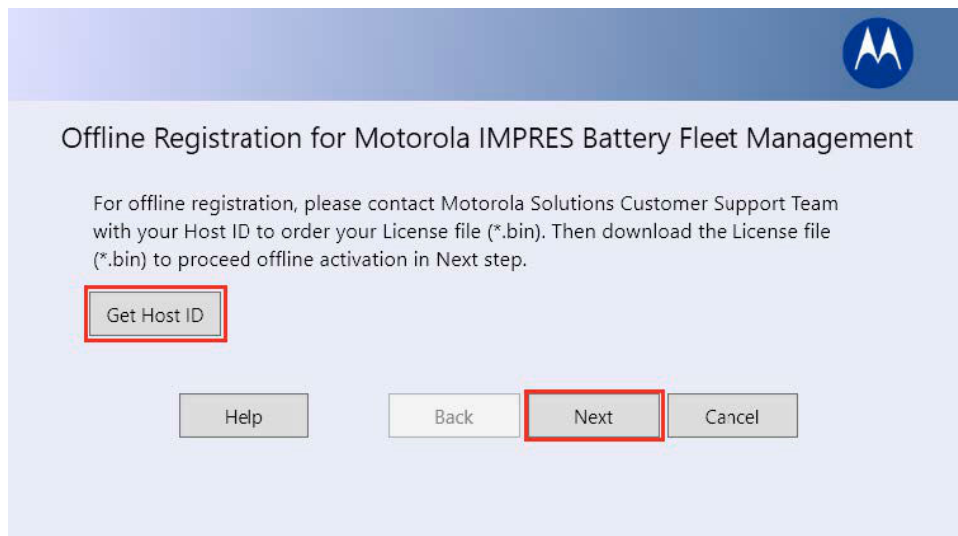 Offline Registration for Motorola IMPRES Battery Fleet Management
For offline registration, please contact Motorola Solutions Customer Support Team
with your Host ID to order your License file (*.bin). Then download the License file
(*.bin) to proceed offline activation in Next step.
Get Host ID
Help Back Next Cancel